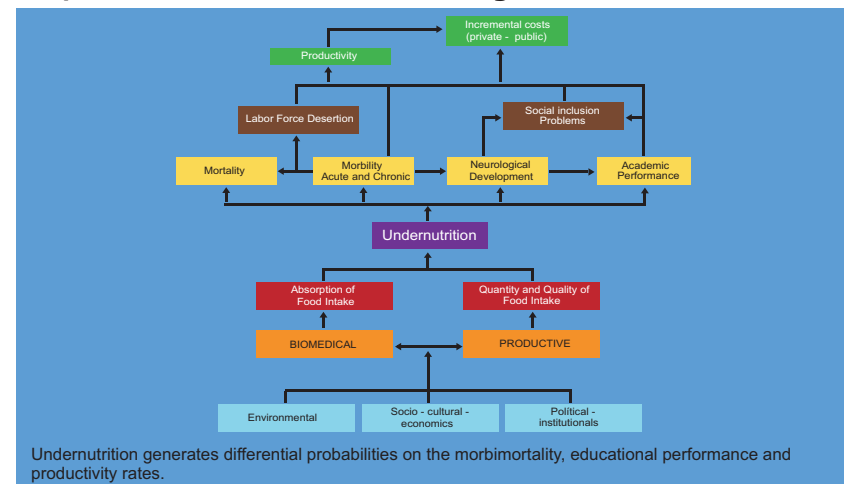 Incremental costs
(private - public)
Productivity
Labor Force Desertion
Social inclusion
Problems
Mortality
Morbility
Acute and Chronic
Neurological
Development
Academic
Performance
Undernutrition
Absorption of
Food Intake
Quantity and Quality of
Food Intake
BIOMEDICAL
PRODUCTIVE
Environmental
Socio - cultural -
economics
Polítical -
institutionals
Undernutrition generates differential probabilities on the morbimortality, educational performance and
productivity rates.